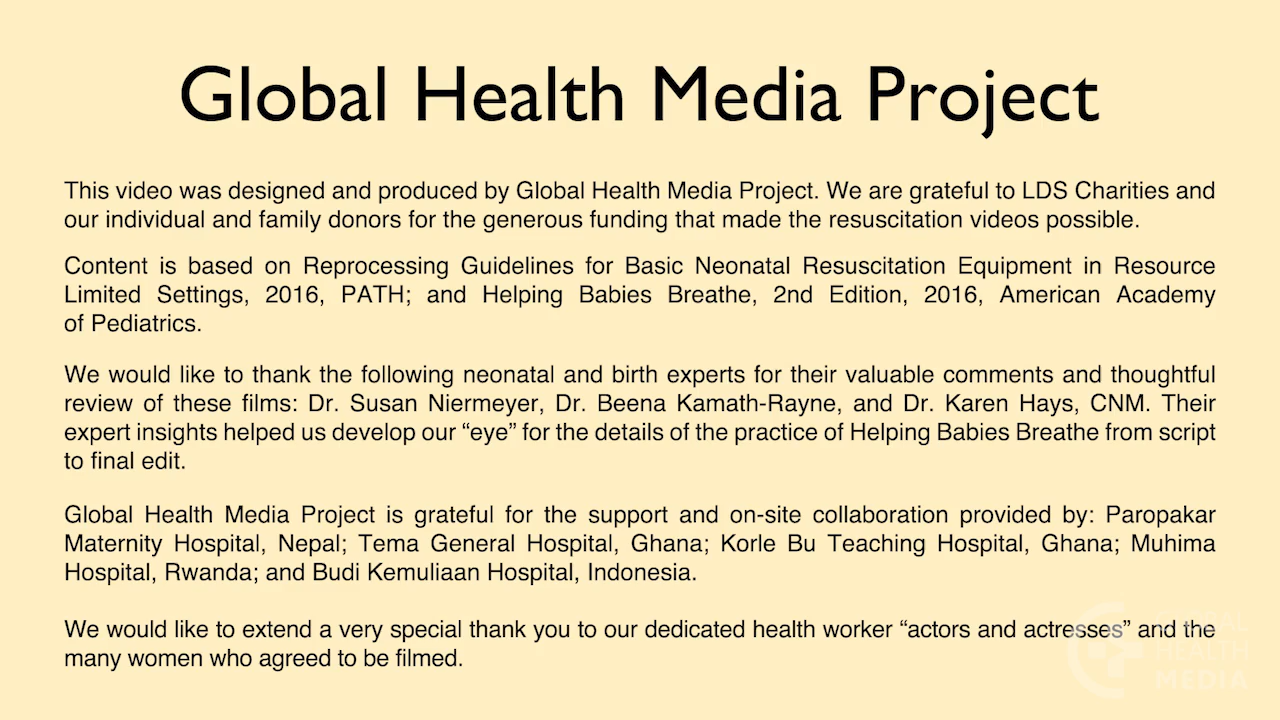 Global Health Media Project
This video was designed and produced by Global Health Media Project. We are grateful to LDS Charities and
our individual and family donors for the generous funding that made the resuscitation videos possible.
Content is based on Reprocessing Guidelines for Basic Neonatal Resuscitation Equipment in Resource
Limited Settings, 2016, PATH; and Helping Babies Breathe, 2nd Edition, 2016, American Academy
of Pediatrics.
We would like to thank the following neonatal and birth experts for their valuable comments and thoughtful
review of these films: Dr. Susan Niermeyer, Dr. Beena Kamath-Rayne, and Dr. Karen Hays, CNM. Their
expert insights helped us develop our “eye” for the details of the practice of Helping Babies Breathe from script
to final edit.
Global Health Media Project is grateful for the support and on-site collaboration provided by: Paropakar
Maternity Hospital, Nepal; Tema General Hospital, Ghana; Korle Bu Teaching Hospital, Ghana; Muhima
Hospital, Rwanda; and Budi Kemuliaan Hospital, Indonesia.
We would like to extend a very special thank you to our dedicated health worker “actors and actresses” and the
many women who agreed to be filmed.
GLOBAL
HEALTH
MEDIA